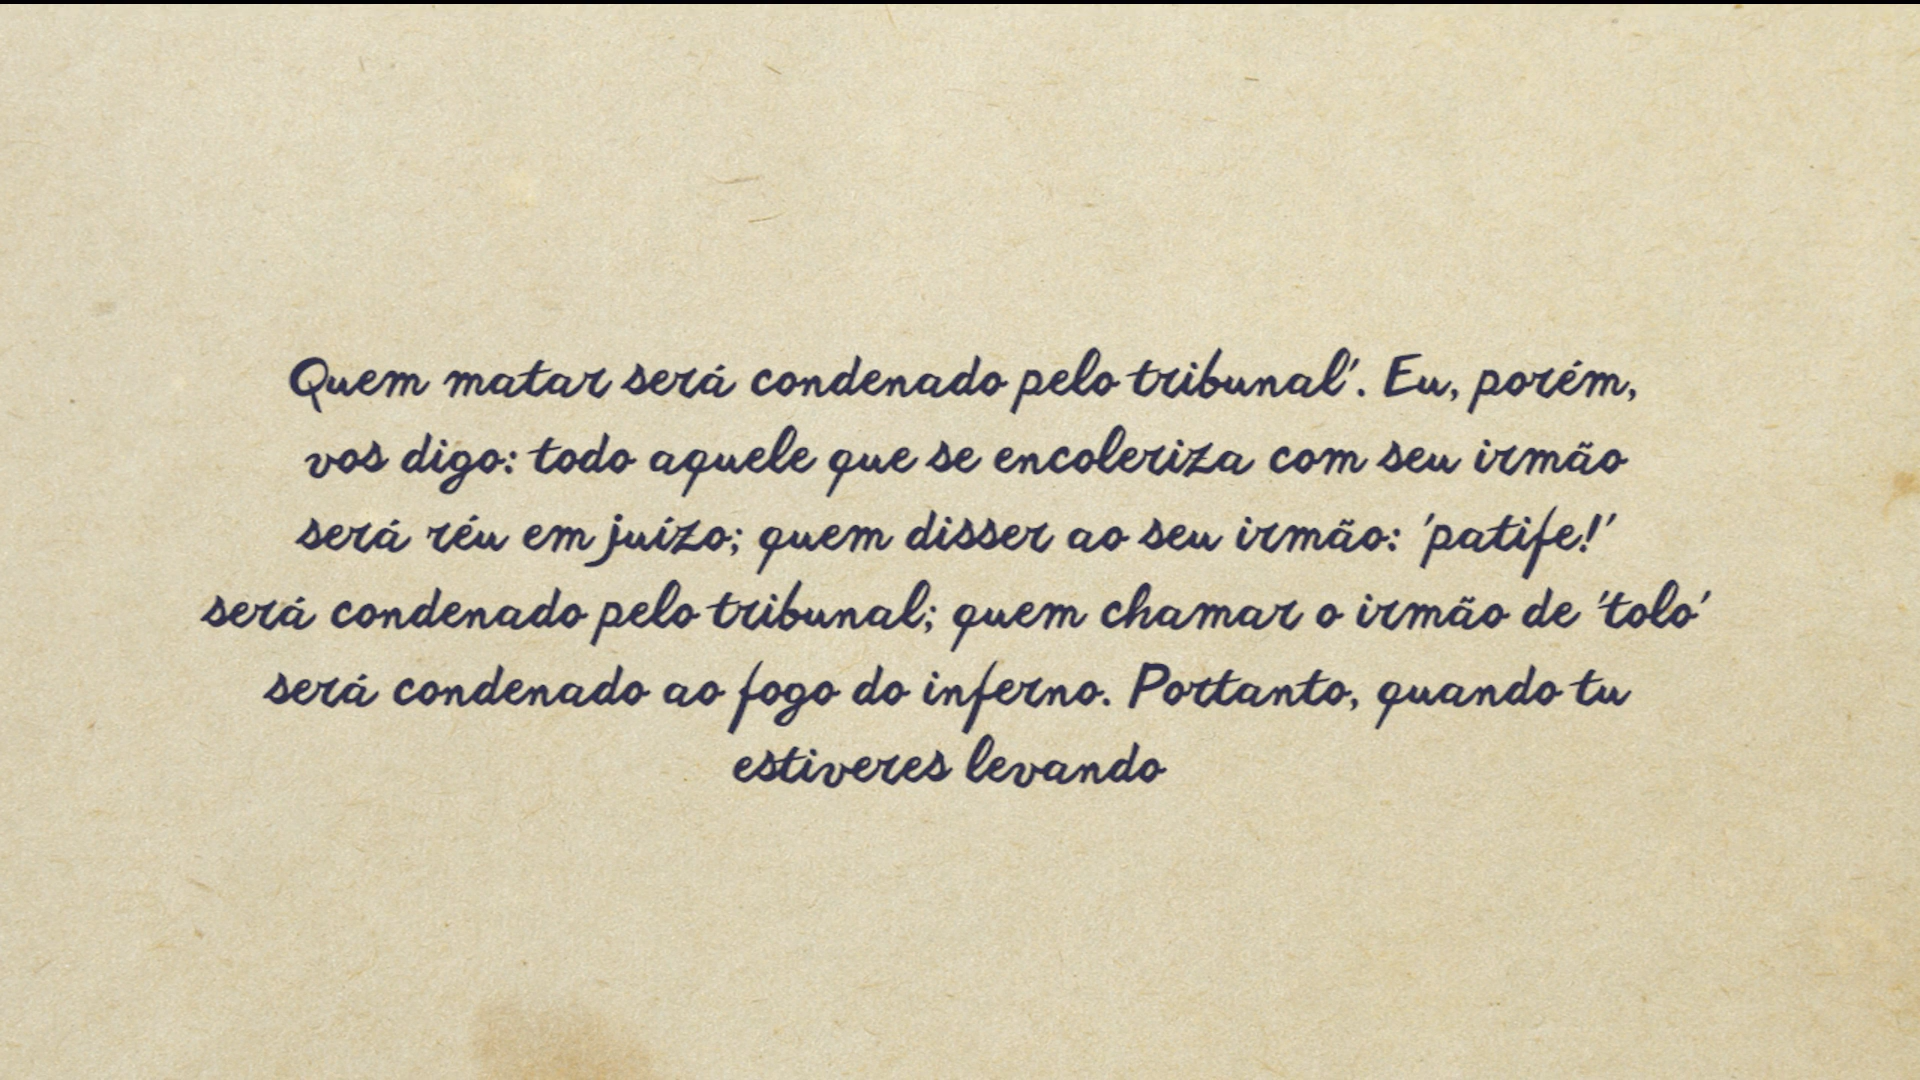 Quem matar será condenado pelo tribunal'. Eu, porém,
vos digo: todo aquele que se encoleriza com seu irmão
será réu em juízo; quem disser ao seu irmão: 'patife!'
será condenado pelo tribunal; quem chamar o irmão de 'tolo'
será condenado ao fogo do inferno. Portanto, quando tu
estiveres levando